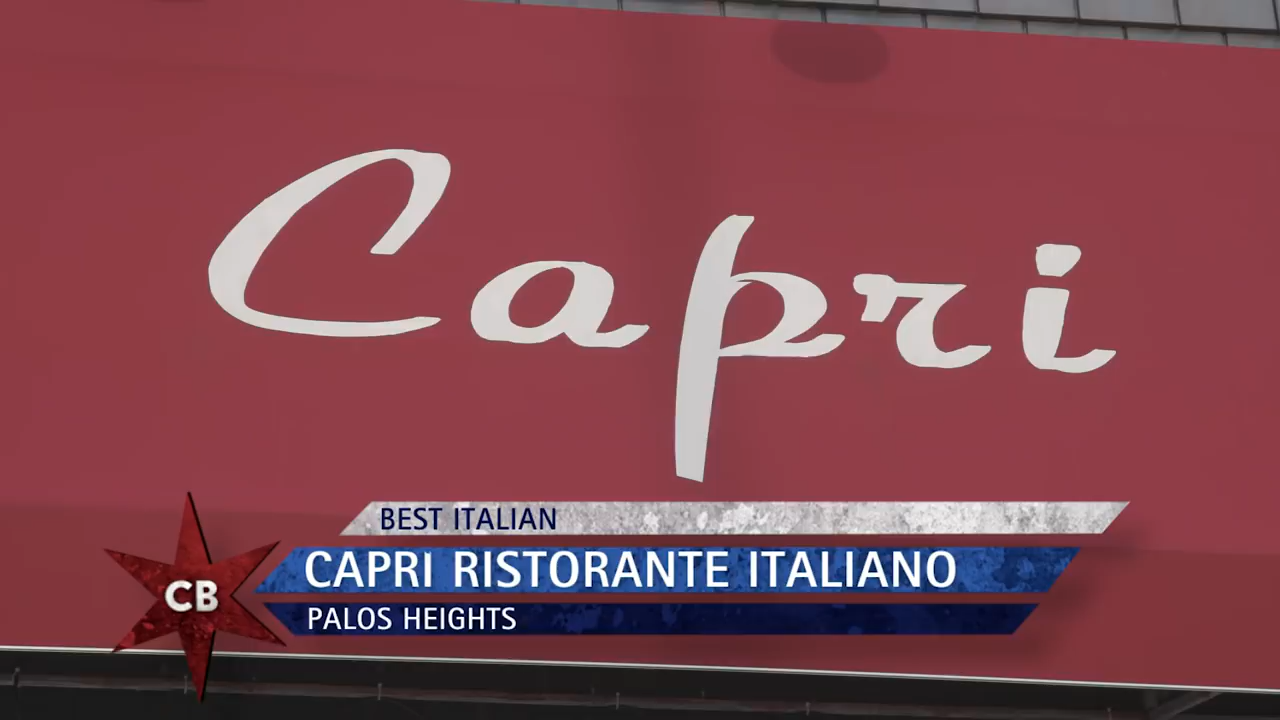 Capri
BEST ITALIAN
CAPRI RISTORANTE ITALIANO
CB
PALOS HEIGHTS